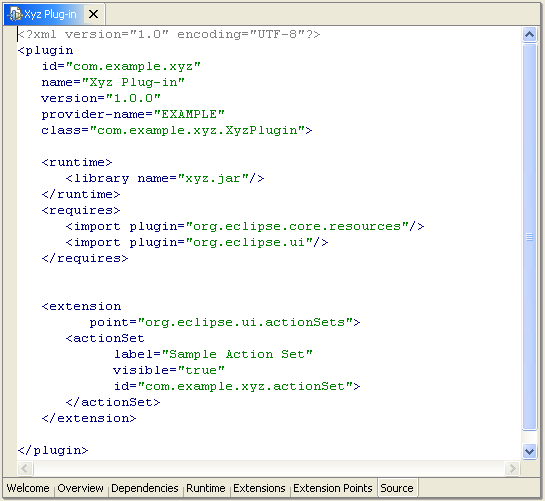 Xyz Plug-in
<?xml version="1.0" encoding="UTF-8"?>
<plugin
   id="com.example.xyz"
   name="Xyz Plug-in"
   version="1.0.0"
   provider-name="EXAMPLE"
   class="com.example.xyz.XyzPlugin">

   <runtime>
      <library name="xyz.jar"/>
   </runtime>
   <requires>
      <import plugin="org.eclipse.core.resources"/>
      <import plugin="org.eclipse.ui"/>
   </requires>


   <extension
         point="org.eclipse.ui.actionSets">
      <actionSet
            label="Sample Action Set"
            visible="true"
            id="com.example.xyz.actionSet">
      </actionSet>
   </extension>

</plugin>
Welcome Overview Dependencies Runtime Extensions Extension Points Source